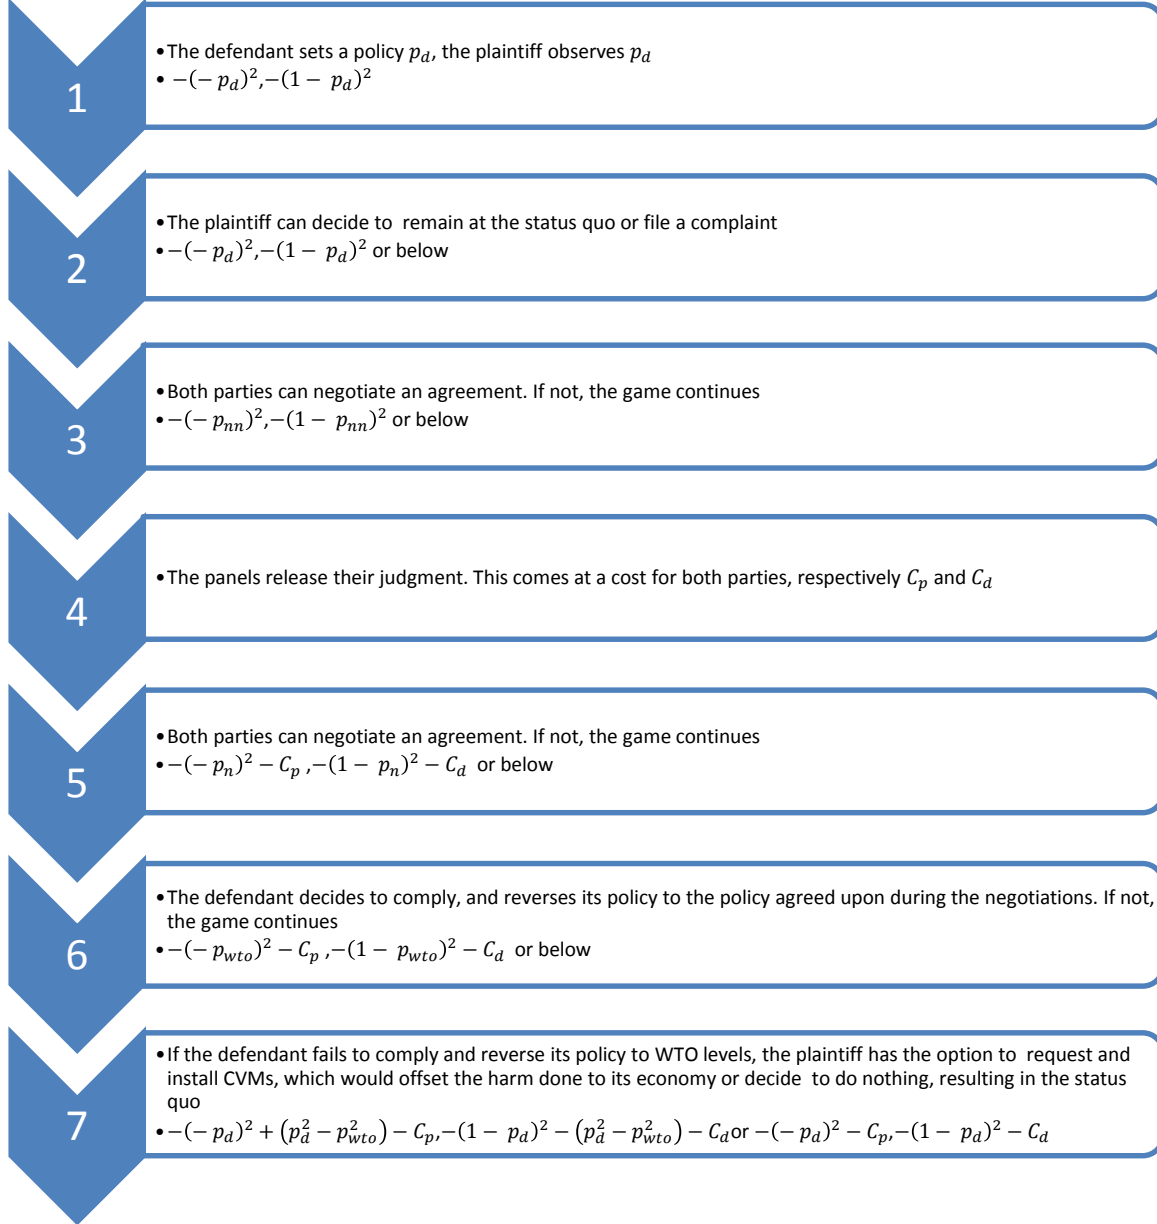 1
•The defendant sets a policy p_d, the plaintiff observes p_d
• −(− p_d)²,−(1 − p_d)²
2
•The plaintiff can decide to remain at the status quo or file a complaint
•−(− p_d)²,−(1 − p_d)² or below
3
•Both parties can negotiate an agreement. If not, the game continues
•−(− p_nn)²,−(1 − p_nn)² or below
4
•The panels release their judgment. This comes at a cost for both parties, respectively C_p and C_d
5
•Both parties can negotiate an agreement. If not, the game continues
•−(− p_n)² − C_p ,−(1 − p_n)² − C_d or below
6
•The defendant decides to comply, and reverses its policy to the policy agreed upon during the negotiations. If not,
the game continues
•−(− p_wto)² − C_p ,−(1 − p_wto)² − C_d or below
7
•If the defendant fails to comply and reverse its policy to WTO levels, the plaintiff has the option to request and
install CVMs, which would offset the harm done to its economy or decide to do nothing, resulting in the status
quo
•−(− p_d)² + (p_d² − p_wto²) − C_p,−(1 − p_d)² − (p_d² − p_wto²) − C_d or −(− p_d)² − C_p,−(1 − p_d)² − C_d